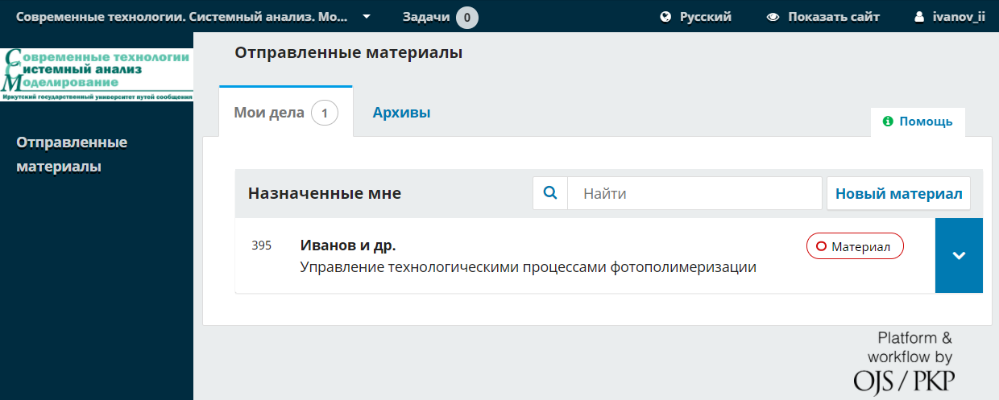 Современные технологии. Системный анализ. Мо... Задачи 0 Русский Показать сайт ivanov_ii
Современные технологии
Системный анализ
Моделирование
Иркутский государственный университет путей сообщения
Отправленные
материалы
Отправленные материалы
Мои дела 1 Архивы
Помощь
Назначенные мне Найти Новый материал
395 Иванов и др. Материал
Управление технологическими процессами фотополимеризации
Platform &
workflow by
OJS / PKP